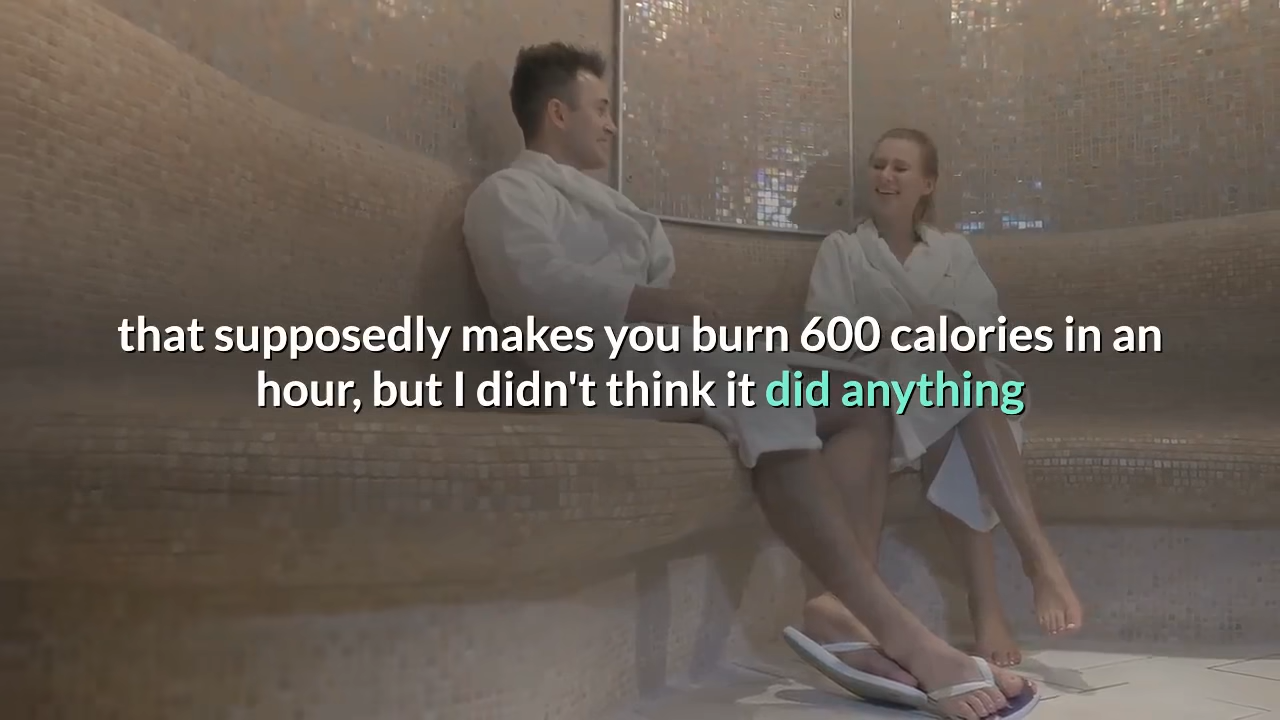 that supposedly makes you burn 600 calories in an
hour, but I didn't think it did anything